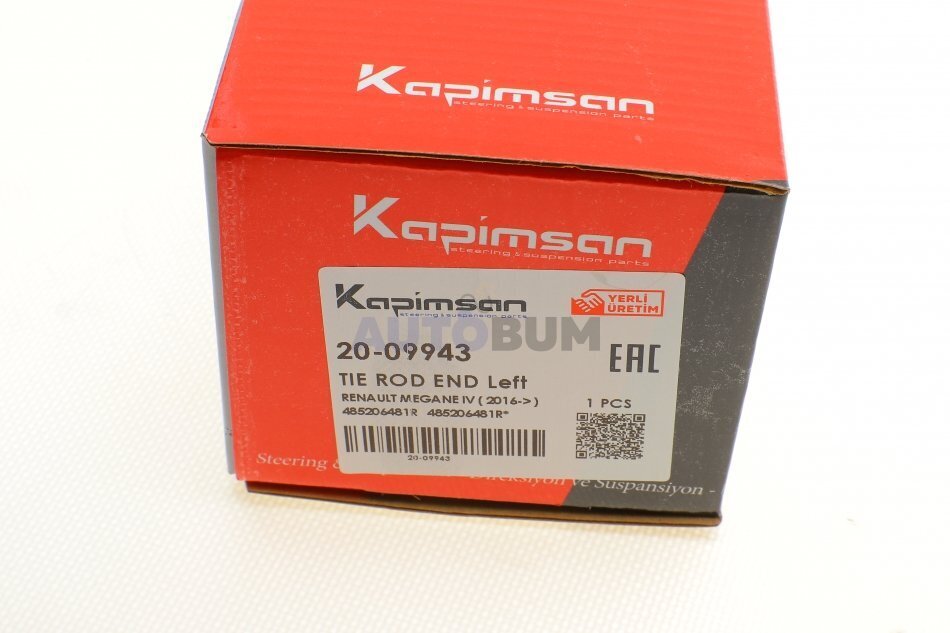 Kapimsan
steering & suspension parts
Kapimsan
steering & suspension parts
Kapimsan
steering & suspension parts
YERLİ
ÜRETİM
AUTOBUM
20-09943
EAC
TIE ROD END Left
RENAULT MEGANE IV ( 2016-> )
1 PCS
485206481R 485206481R*
20-09943
Steering & Direksiyon ve Suspansiyon -